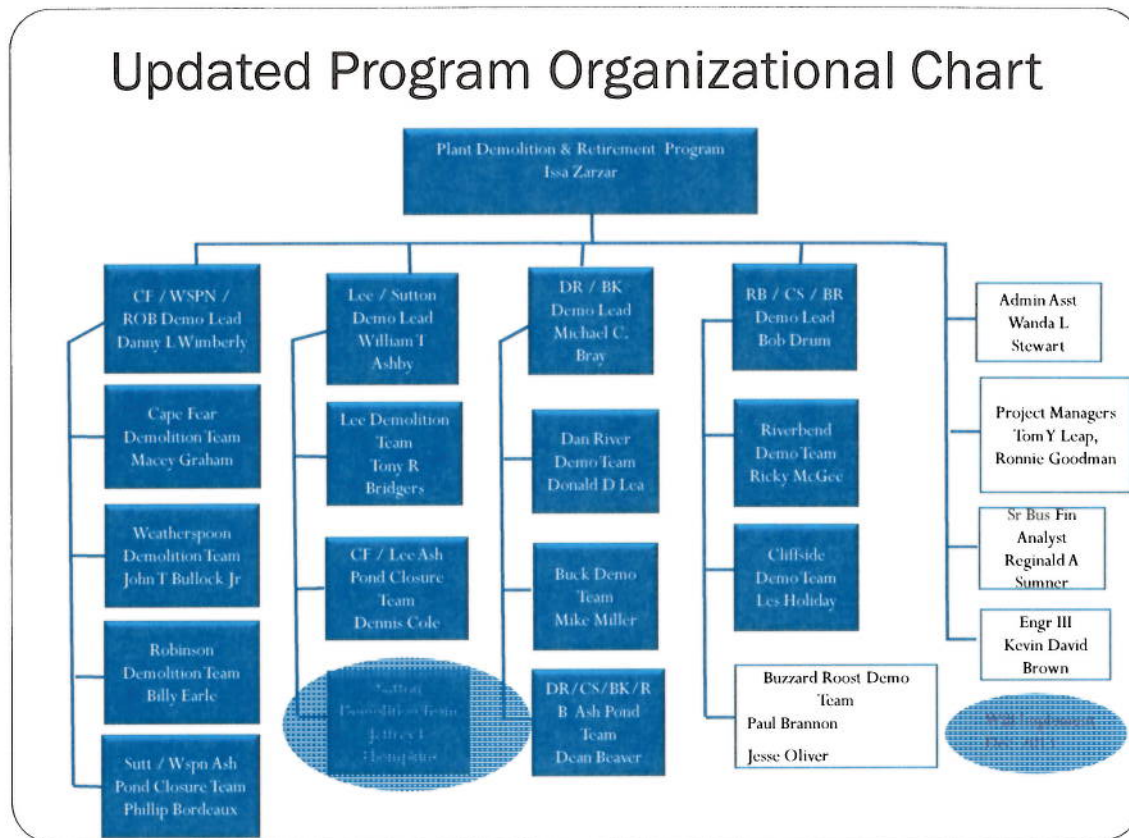 Updated Program Organizational Chart
Plant Demolition & Retirement Program
Issa Zarzar
CF / WSPN /
ROB Demo Lead
Danny L Wimberly
Cape Fear
Demolition Team
Macey Graham
Weatherspoon
Demolition Team
John T Bullock Jr
Robinson
Demolition Team
Billy Earle
Sutt / Wspn Ash
Pond Closure Team
Phillip Bordeaux
Lee / Sutton
Demo Lead
William T
Ashby
Lee Demolition
Team
Tony R
Bridgers
CF / Lee Ash
Pond Closure
Team
Dennis Cole
Sutton
Demolition Team
DR / BK
Demo Lead
Michael C.
Bray
Dan River
Demo Team
Donald D Lea
Buck Demo
Team
Mike Miller
DR/CS/BK/R
B Ash Pond
Team
Dean Beaver
RB / CS / BR
Demo Lead
Bob Drum
Riverbend
Demo Team
Ricky McGee
Cliffside
Demo Team
Les Holiday
Buzzard Roost Demo
Team
Paul Brannon
Jesse Oliver
Admin Asst
Wanda L
Stewart
Project Managers
Tom Y Leap,
Ronnie Goodman
Sr Bus Fin
Analyst
Reginald A
Sumner
Engr III
Kevin David
Brown